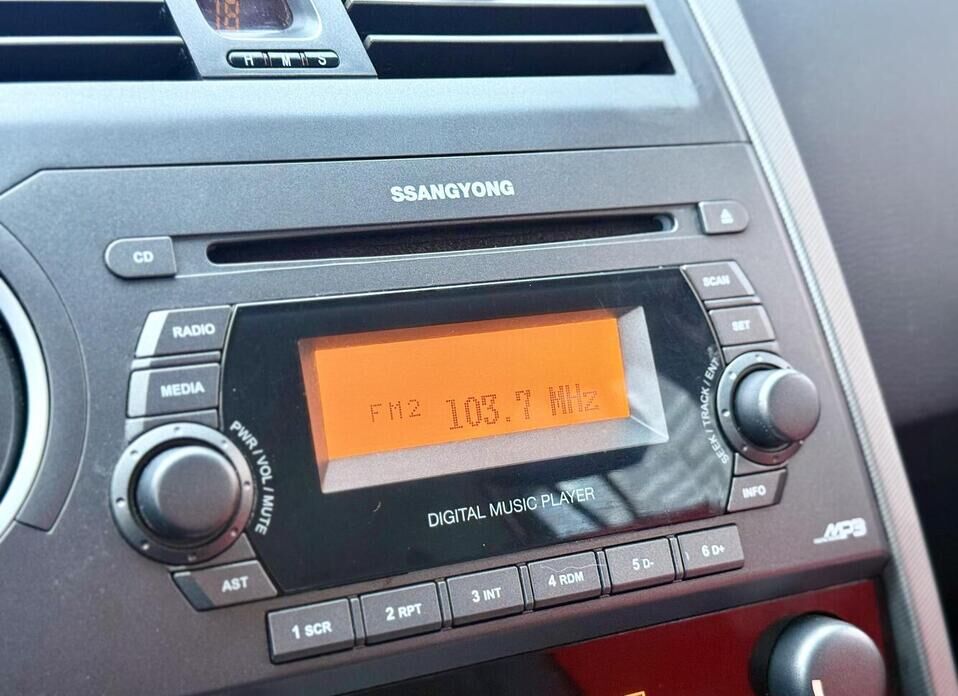 H M S
SSANGYONG
CD
SCAN
RADIO
SET
MEDIA
FM2 103.7 MHz
PWR / VOL / MUTE
SEEK / TRACK / ENT
INFO
DIGITAL MUSIC PLAYER
MP3
AST
1 SCR
2 RPT
3 INT
4 RDM
5 D-
6 D+